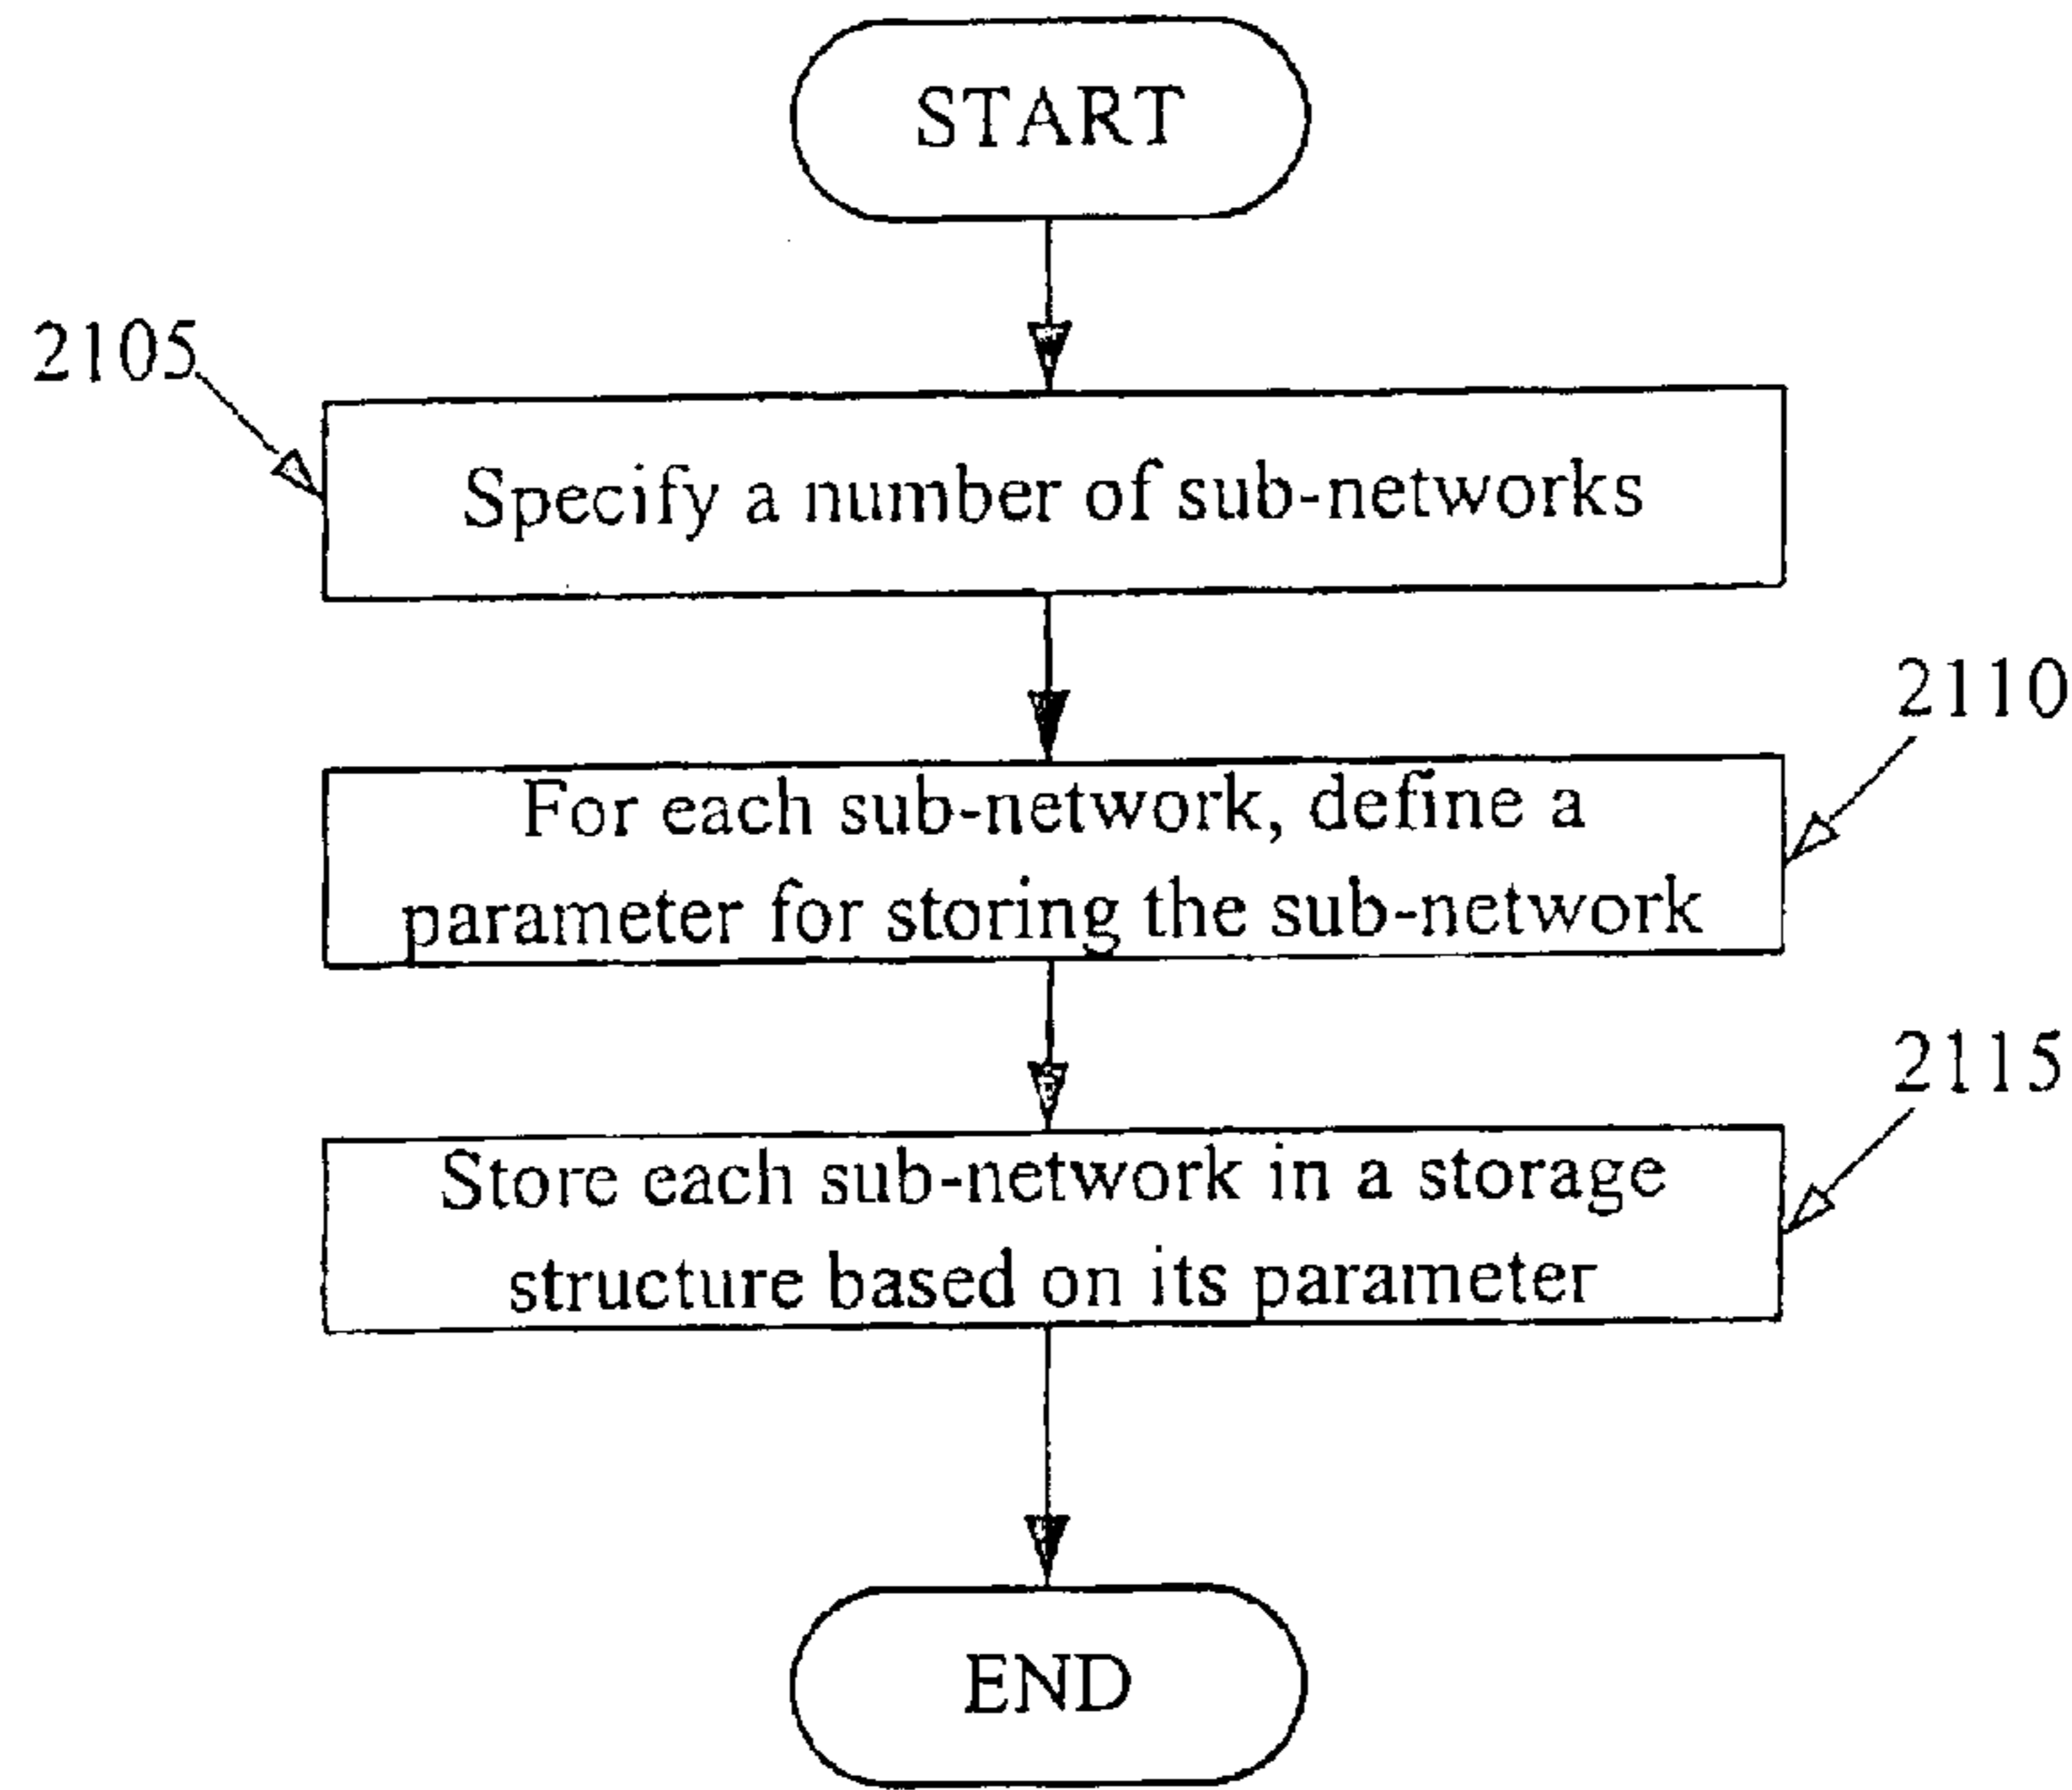 START
2105
Specify a number of sub-networks
2110
For each sub-network, define a
parameter for storing the sub-network
2115
Store each sub-network in a storage
structure based on its parameter
END